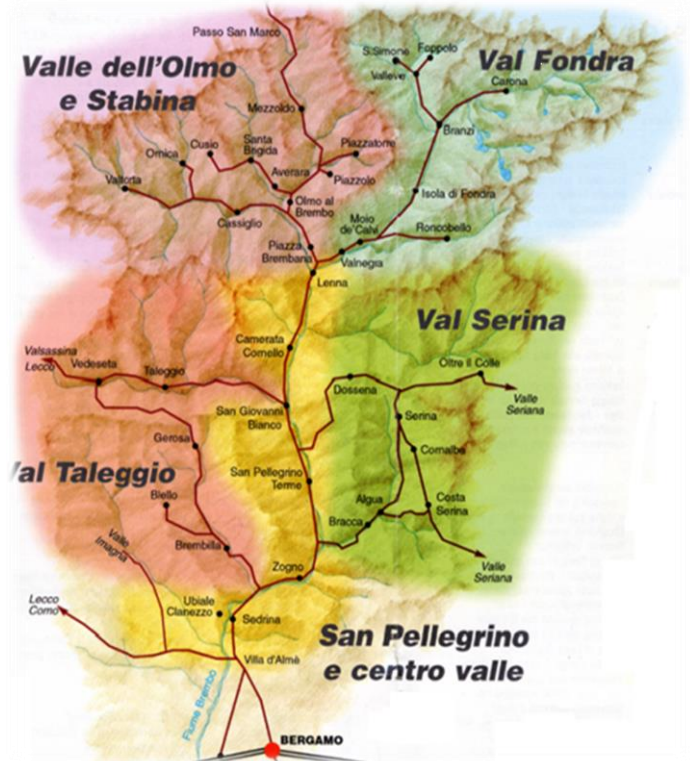 Passo San Marco
Valle dell'Olmo
e Stabina
S.Simone
Foppolo
Valleve
Val Fondra
Carona
Mezzoldo
Branzi
Ornica
Cusio
Santa
Brigida
Piazzatorre
Valtorta
Averara
Piazzolo
Olmo al
Brembo
Isola di Fondra
Cassiglio
Moio
de'Calvi
Roncobello
Piazza
Brembana
Valnegra
Lenna
Val Serina
Camerata
Cornello
Valsassina
Lecco
Vedeseta
Taleggio
Oltre Il Colle
Dossena
Valle
Seriana
San Giovanni
Bianco
Serina
Gerosa
Cornalba
al Taleggio
San Pellegrino
Terme
Blello
Algua
Costa
Serina
Bracca
Valle
Imagna
Brembilla
Valle
Seriana
Zogno
Lecco
Como
Ubiale
Clanezzo
Sedrina
San Pellegrino
e centro valle
Villa d'Almè
Fiume Brembo
BERGAMO